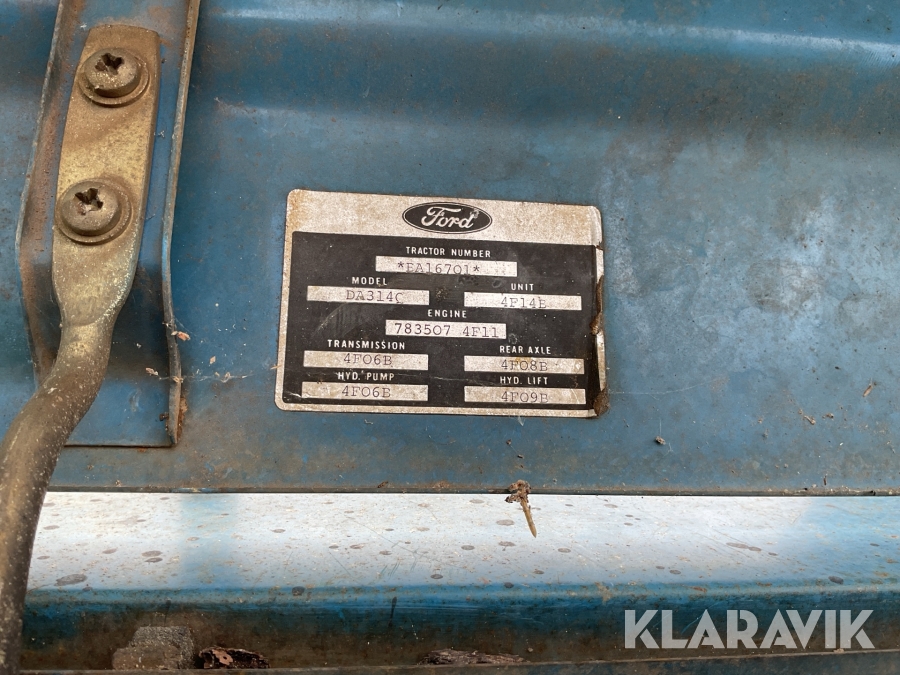 Ford
TRACTOR NUMBER
*EA16701*
MODEL UNIT
DA314C 4F14B
ENGINE
783507 4F11
TRANSMISSION REAR AXLE
4F06B 4F08B
HYD. PUMP HYD. LIFT
4F06B 4F09B
KLARAVIK